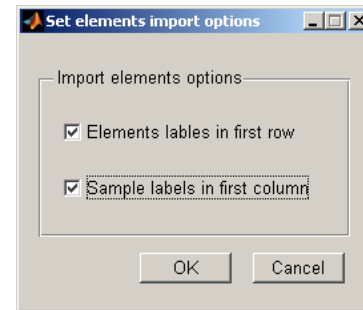 Set elements import options
Import elements options
Elements lables in first row
Sample labels in first column
OK
Cancel